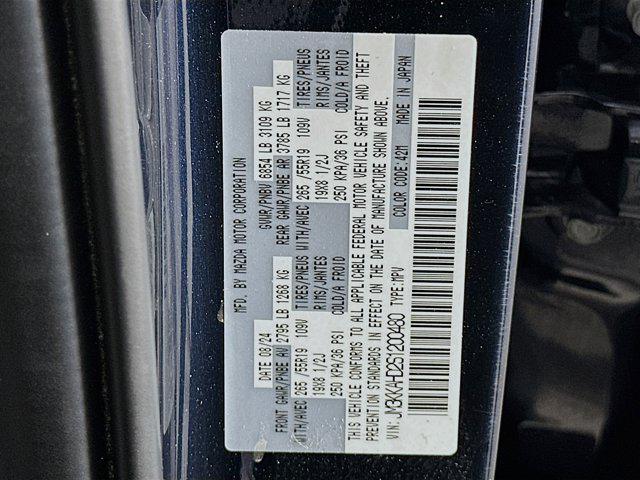 MFD. BY MAZDA MOTOR CORPORATION
DATE 08/24 GVWR/PNBV 6854 LB 3109 KG
FRONT GAWR/PNBE AV 2795 LB 1268 KG REAR GAWR/PNBE AR 3785 LB 1717 KG
WITH/AVEC 265 /55R19 109V TIRES/PNEUS WITH/AVEC 265 /55R19 109V TIRES/PNEUS
19X8 1/2J RIMS/JANTES 19X8 1/2J RIMS/JANTES
250 KPA/36 PSI COLD/A FROID 250 KPA/36 PSI COLD/A FROID
THIS VEHICLE CONFORMS TO ALL APPLICABLE FEDERAL MOTOR VEHICLE SAFETY AND THEFT
PREVENTION STANDARDS IN EFFECT ON THE DATE OF MANUFACTURE SHOWN ABOVE.
COLOR CODE:42M MADE IN JAPAN
VIN: JM3KKAHD2S1200480 TYPE:MPV